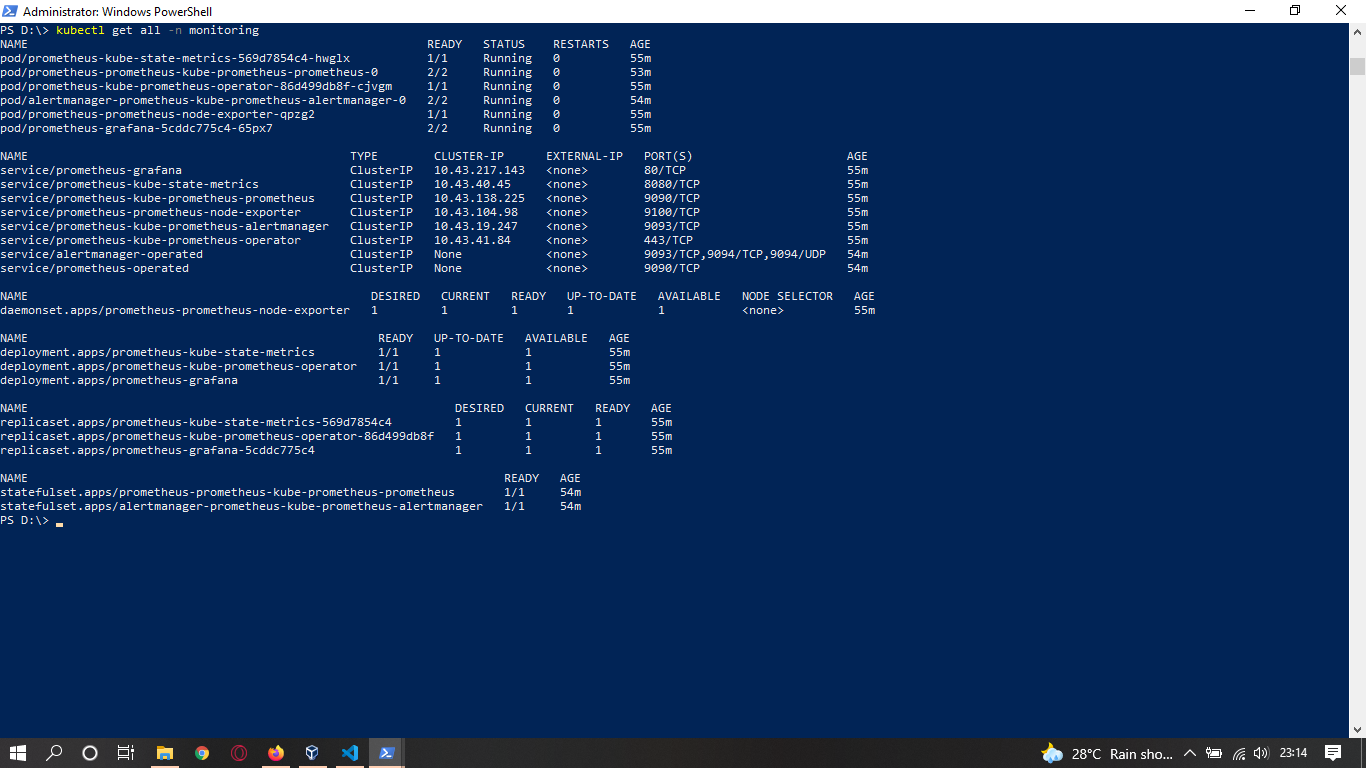 Administrator: Windows PowerShell
PS D:\> kubectl get all -n monitoring
NAME READY STATUS RESTARTS AGE
pod/prometheus-kube-state-metrics-569d7854c4-hwglx 1/1 Running 0 55m
pod/prometheus-prometheus-kube-prometheus-prometheus-0 2/2 Running 0 53m
pod/prometheus-kube-prometheus-operator-86d499db8f-cjvgm 1/1 Running 0 55m
pod/alertmanager-prometheus-kube-prometheus-alertmanager-0 2/2 Running 0 54m
pod/prometheus-prometheus-node-exporter-qpzg2 1/1 Running 0 55m
pod/prometheus-grafana-5cddc775c4-65px7 2/2 Running 0 55m
NAME TYPE CLUSTER-IP EXTERNAL-IP PORT(S) AGE
service/prometheus-grafana ClusterIP 10.43.217.143 <none> 80/TCP 55m
service/prometheus-kube-state-metrics ClusterIP 10.43.40.45 <none> 8080/TCP 55m
service/prometheus-kube-prometheus-prometheus ClusterIP 10.43.138.225 <none> 9090/TCP 55m
service/prometheus-prometheus-node-exporter ClusterIP 10.43.104.98 <none> 9100/TCP 55m
service/prometheus-kube-prometheus-alertmanager ClusterIP 10.43.19.247 <none> 9093/TCP 55m
service/prometheus-kube-prometheus-operator ClusterIP 10.43.41.84 <none> 443/TCP 55m
service/alertmanager-operated ClusterIP None <none> 9093/TCP,9094/TCP,9094/UDP 54m
service/prometheus-operated ClusterIP None <none> 9090/TCP 54m
NAME DESIRED CURRENT READY UP-TO-DATE AVAILABLE NODE SELECTOR AGE
daemonset.apps/prometheus-prometheus-node-exporter 1 1 1 1 1 <none> 55m
NAME READY UP-TO-DATE AVAILABLE AGE
deployment.apps/prometheus-kube-state-metrics 1/1 1 1 55m
deployment.apps/prometheus-kube-prometheus-operator 1/1 1 1 55m
deployment.apps/prometheus-grafana 1/1 1 1 55m
NAME DESIRED CURRENT READY AGE
replicaset.apps/prometheus-kube-state-metrics-569d7854c4 1 1 1 55m
replicaset.apps/prometheus-kube-prometheus-operator-86d499db8f 1 1 1 55m
replicaset.apps/prometheus-grafana-5cddc775c4 1 1 1 55m
NAME READY AGE
statefulset.apps/prometheus-prometheus-kube-prometheus-prometheus 1/1 54m
statefulset.apps/alertmanager-prometheus-kube-prometheus-alertmanager 1/1 54m
PS D:\>
28°C Rain sho... 23:14